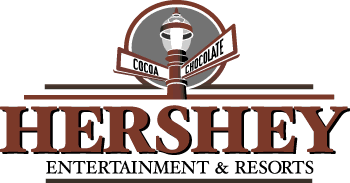 COCOA CHOCOLATE
HERSHEY
ENTERTAINMENT & RESORTS